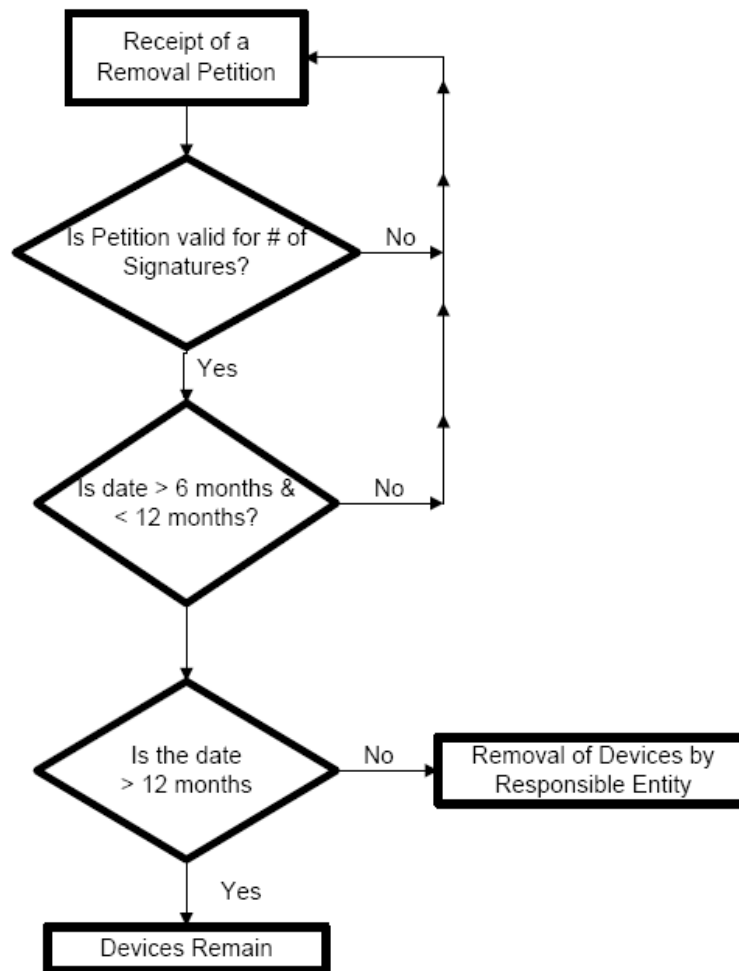 Receipt of a
Removal Petition
Is Petition valid for # of
Signatures?
No
Yes
Is date > 6 months &
< 12 months?
No
Is the date
> 12 months
No
Removal of Devices by
Responsible Entity
Yes
Devices Remain